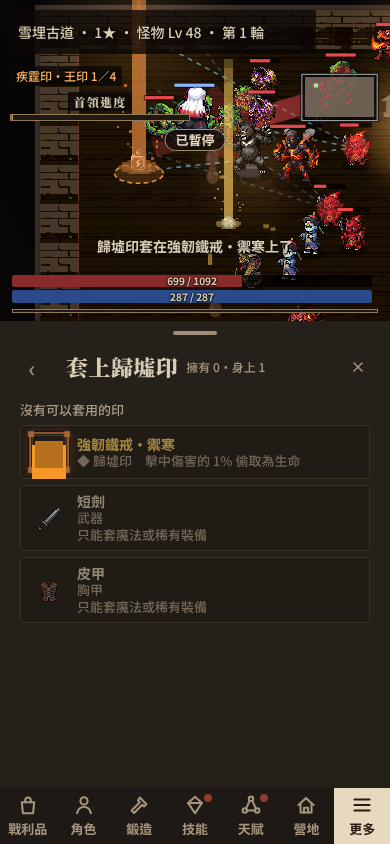 雪埋古道 • 1★ • 怪物 Lv 48 • 第 1 輪
疾霆印・王印 1／4
首領進度
已暫停
歸墟印套在強韌鐵戒・禦寒上了
699 / 1092
287 / 287
‹ 套上歸墟印 擁有 0・身上 1 ×
沒有可以套用的印
強韌鐵戒・禦寒
◆ 歸墟印 擊中傷害的 1% 偷取為生命
短劍
武器
只能套魔法或稀有裝備
皮甲
胸甲
只能套魔法或稀有裝備
戰利品 角色 鍛造 技能 天賦 營地 更多